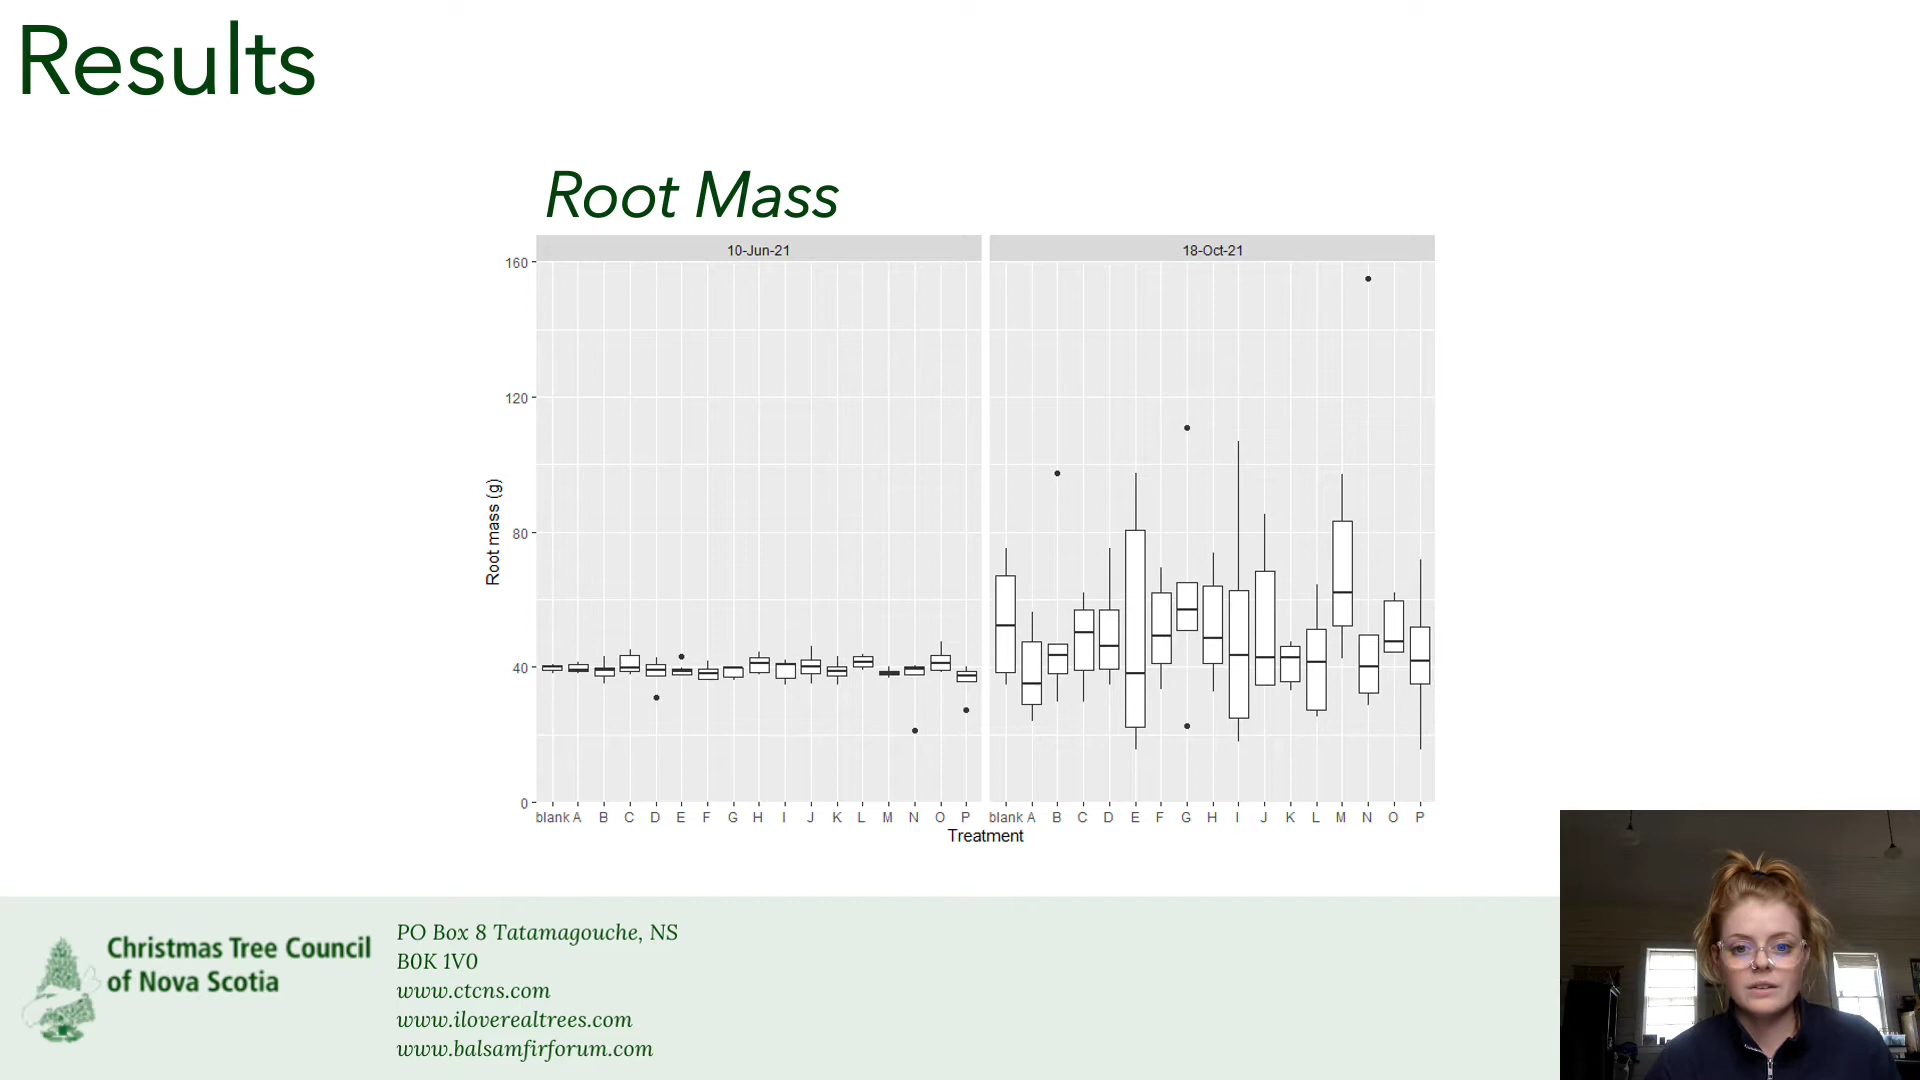 Results
Root Mass
10-Jun-21
18-Oct-21
160
120
80
40
0
Root mass (g)
blank A B C D E F G H I J K L M N O P
blank A B C D E F G H I J K L M N O P
Treatment
Christmas Tree Council
of Nova Scotia
PO Box 8 Tatamagouche, NS
B0K 1V0
www.ctcns.com
www.iloverealtrees.com
www.balsamfirforum.com